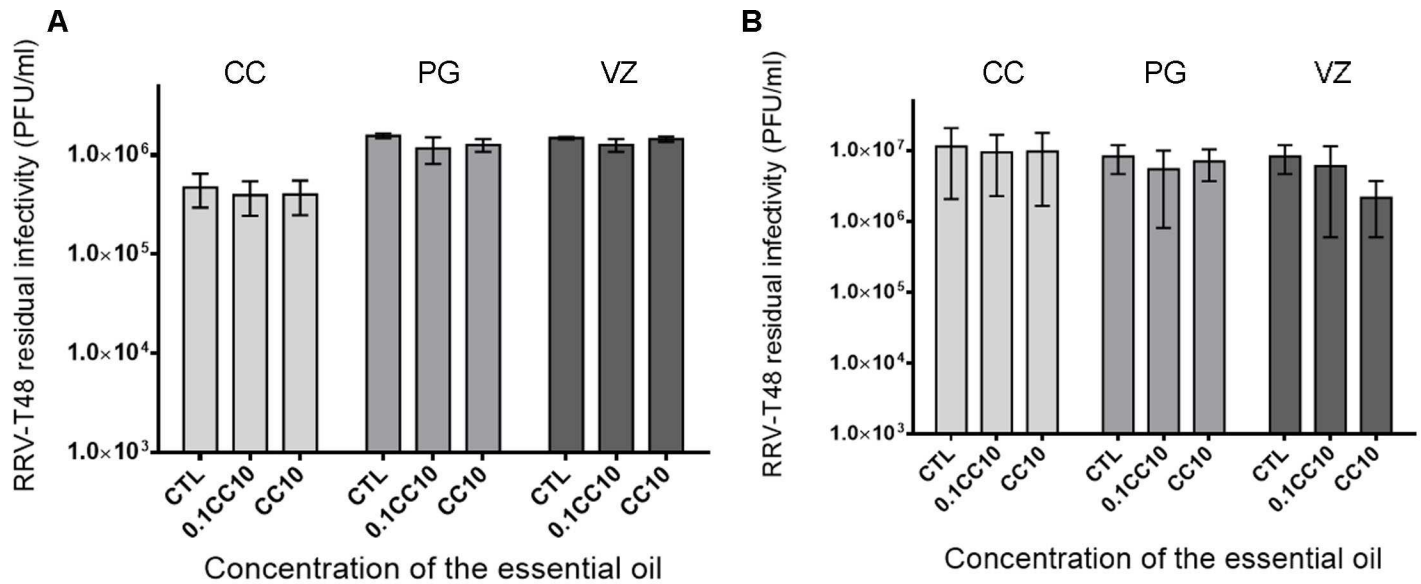 A
RRV-T48 residual infectivity (PFU/ml)
CC PG VZ
1.0×10⁶
1.0×10⁵
1.0×10⁴
1.0×10³
CTL 0.1CC10 CC10 CTL 0.1CC10 CC10 CTL 0.1CC10 CC10
Concentration of the essential oil
B
RRV-T48 residual infectivity (PFU/ml)
CC PG VZ
1.0×10⁷
1.0×10⁶
1.0×10⁵
1.0×10⁴
1.0×10³
CTL 0.1CC10 CC10 CTL 0.1CC10 CC10 CTL 0.1CC10 CC10
Concentration of the essential oil